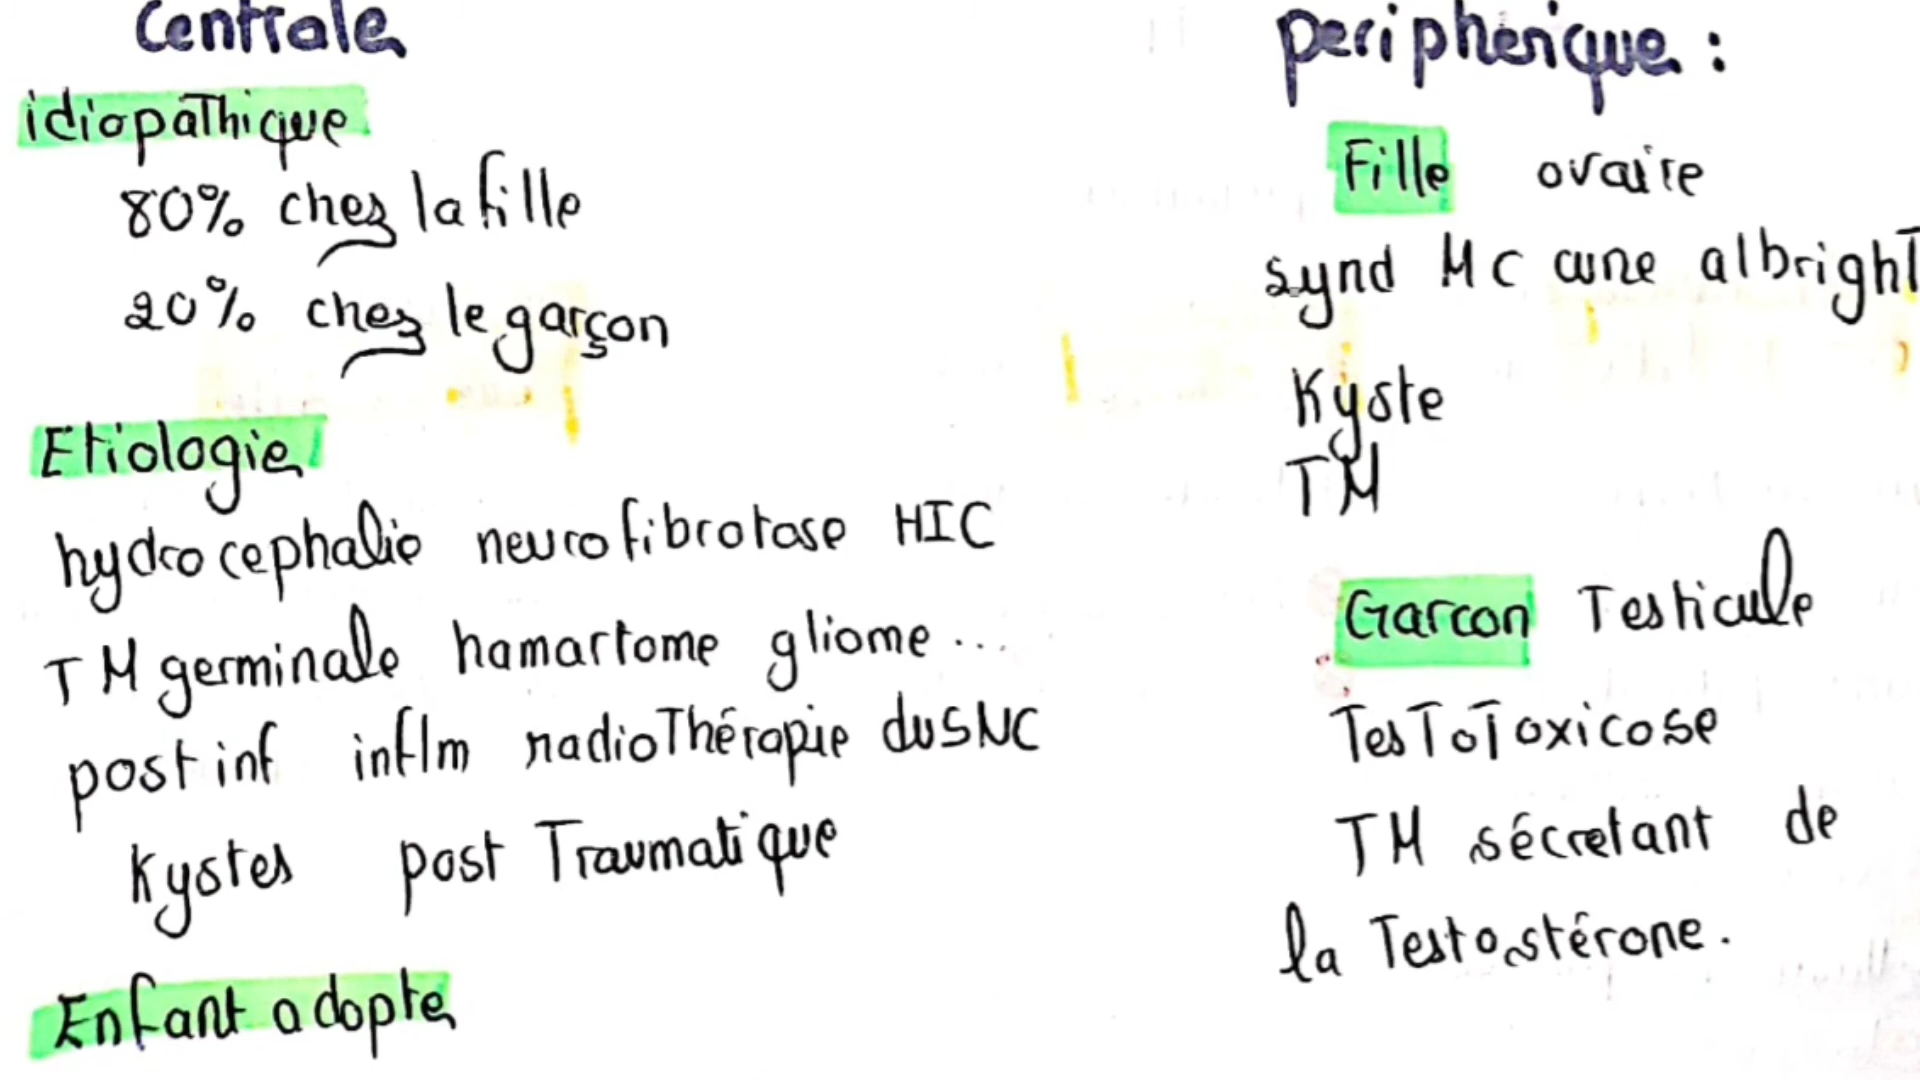 Centrale
idiopathique
80% chez la fille
20% chez le garçon
Etiologie
hydrocephalie neurofibrotose HIC
TM germinale hamartome gliome...
post inf inflm radioThérapie du SNC
Kystes post Traumatique
Enfant adopte
peripherique :
Fille ovaire
synd Mc cune albright
Kyste
TM
Garcon Testicule
TesToToxicose
TM sécretant de
la Testostérone.